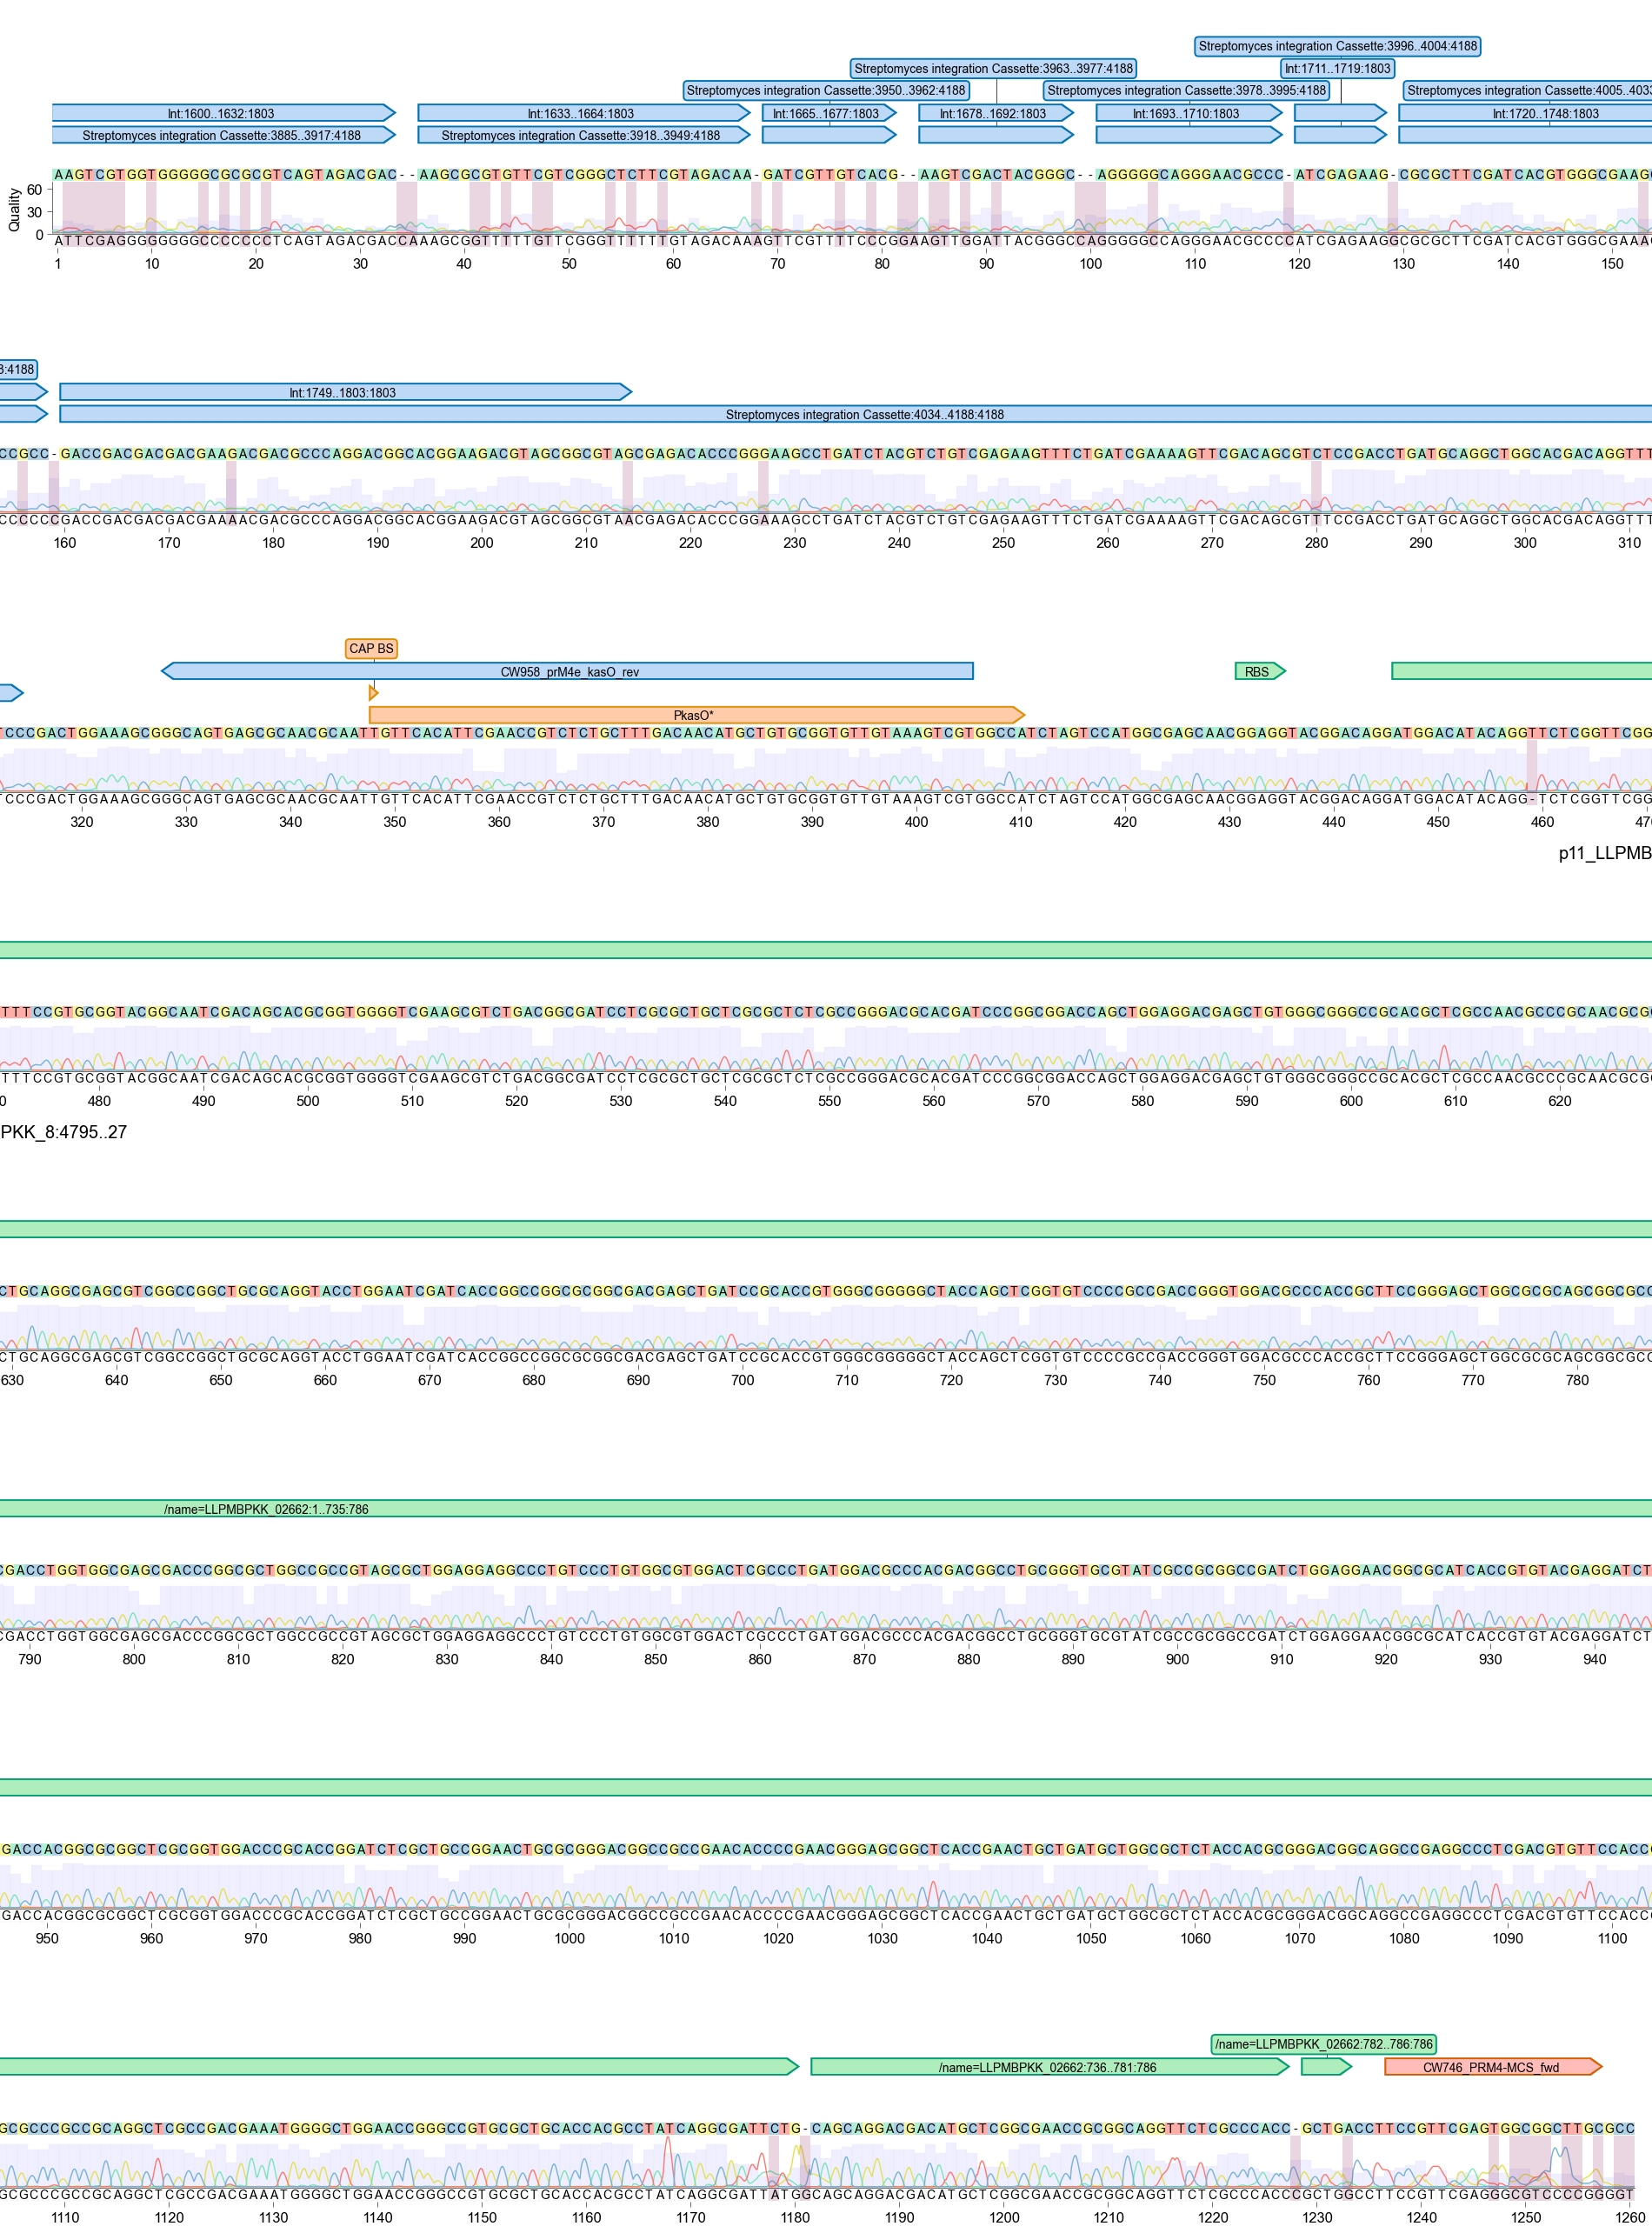 Streptomyces integration Cassette:3996..4004:4188
Streptomyces integration Cassette:3963..3977:4188
Int:1711..1719:1803
Streptomyces integration Cassette:3950..3962:4188
Streptomyces integration Cassette:3978..3995:4188
Streptomyces integration Cassette:4005..4033
Int:1600..1632:1803
Int:1633..1664:1803
Int:1665..1677:1803
Int:1678..1692:1803
Int:1693..1710:1803
Int:1720..1748:1803
Streptomyces integration Cassette:3885..3917:4188
Streptomyces integration Cassette:3918..3949:4188
AAGTCGTGGTGGGGGCGCGCGTCAGTAGACGAC--AAGCGCGTGTTCGTCGGGCTCTTCGTAGACAA-GATCGTTGTCACG--AAGTCGACTACGGGC--AGGGGGCAGGGAACGCCC-ATCGAGAAG-CGCGCTTCGATCACGTGGGCGAAG
60
Quality
30
0
ATTCGAGGGGGGGGCCCCCCCTCAGTAGACGACCAAAGCGGTTTTTGTTCGGGTTTTTTGTAGACAAAGTTCGTTTTCCCGGAAGTTGGATTACGGGCCAGGGGGCCAGGGAACGCCCCATCGAGAAGGCGCGCTTCGATCACGTGGGCGAAA
1 10 20 30 40 50 60 70 80 90 100 110 120 130 140 150
3:4188
Int:1749..1803:1803
Streptomyces integration Cassette:4034..4188:4188
CCGCC-GACCGACGACGACGAAGACGACGCCCAGGACGGCACGGAAGACGTAGCGGCGTAGCGAGACACCCGGGAAGCCTGATCTACGTCTGTCGAGAAGTTTCTGATCGAAAAGTTCGACAGCGTCTCCGACCTGATGCAGGCTGGCACGACAGGTTT
CCCCCCGACCGACGACGACGAAAACGACGCCCAGGACGGCACGGAAGACGTAGCGGCGTAACGAGACACCCGGAAAGCCTGATCTACGTCTGTCGAGAAGTTTCTGATCGAAAAGTTCGACAGCGTTTCCGACCTGATGCAGGCTGGCACGACAGGTTT
160 170 180 190 200 210 220 230 240 250 260 270 280 290 300 310
CAP BS
CW958_prM4e_kasO_rev
RBS
PkasO*
TCCCGACTGGAAAGCGGGCAGTGAGCGCAACGCAATTGTTCACATTCGAACCGTCTCTGCTTTGACAACATGCTGTGCGGTGTTGTAAAGTCGTGGCCATCTAGTCCATGGCGAGCAACGGAGGTACGGACAGGATGGACATACAGGTTCTCGGTTCGG
TCCCGACTGGAAAGCGGGCAGTGAGCGCAACGCAATTGTTCACATTCGAACCGTCTCTGCTTTGACAACATGCTGTGCGGTGTTGTAAAGTCGTGGCCATCTAGTCCATGGCGAGCAACGGAGGTACGGACAGGATGGACATACAGG-TCTCGGTTCGG
320 330 340 350 360 370 380 390 400 410 420 430 440 450 460 470
p11_LLPMB
TTTCCGTGCGGTACGGCAATCGACAGCACGCGGTGGGGTCGAAGCGTCTGACGGCGATCCTCGCGCTGCTCGCGCTCTCGCCGGGACGCACGATCCCGGCGGACCAGCTGGAGGACGAGCTGTGGGCGGGCCGCACGCTCGCCAACGCCCGCAACGCG
TTTCCGTGCGGTACGGCAATCGACAGCACGCGGTGGGGTCGAAGCGTCTGACGGCGATCCTCGCGCTGCTCGCGCTCTCGCCGGGACGCACGATCCCGGCGGACCAGCTGGAGGACGAGCTGTGGGCGGGCCGCACGCTCGCCAACGCCCGCAACGCG
0 480 490 500 510 520 530 540 550 560 570 580 590 600 610 620
PKK_8:4795..27
CTGCAGGCGAGCGTCGGCCGGCTGCGCAGGTACCTGGAATCGATCACCGGCCGGCGCGGCGACGAGCTGATCCGCACCGTGGGCGGGGGCTACCAGCTCGGTGTCCCCGCCGACCGGGTGGACGCCCACCGCTTCCGGGAGCTGGCGCGCAGCGGCGCC
CTGCAGGCGAGCGTCGGCCGGCTGCGCAGGTACCTGGAATCGATCACCGGCCGGCGCGGCGACGAGCTGATCCGCACCGTGGGCGGGGGCTACCAGCTCGGTGTCCCCGCCGACCGGGTGGACGCCCACCGCTTCCGGGAGCTGGCGCGCAGCGGCGCC
630 640 650 660 670 680 690 700 710 720 730 740 750 760 770 780
/name=LLPMBPKK_02662:1..735:786
CGACCTGGTGGCGAGCGACCCGGCGCTGGCCGCCGTAGCGCTGGAGGAGGCCCTGTCCCTGTGGCGTGGACTCGCCCTGATGGACGCCCACGACGGCCTGCGGGTGCGTATCGCCGCGGCCGATCTGGAGGAACGGCGCATCACCGTGTACGAGGATCT
CGACCTGGTGGCGAGCGACCCGGCGCTGGCCGCCGTAGCGCTGGAGGAGGCCCTGTCCCTGTGGCGTGGACTCGCCCTGATGGACGCCCACGACGGCCTGCGGGTGCGTATCGCCGCGGCCGATCTGGAGGAACGGCGCATCACCGTGTACGAGGATCT
790 800 810 820 830 840 850 860 870 880 890 900 910 920 930 940
GACCACGGCGCGGCTCGCGGTGGACCCGCACCGGATCTCGCTGCCGGAACTGCGCGGGACGGCCGCCGAACACCCCGAACGGGAGCGGCTCACCGAACTGCTGATGCTGGCGCTCTACCACGCGGGACGGCAGGCCGAGGCCCTCGACGTGTTCCACC
GACCACGGCGCGGCTCGCGGTGGACCCGCACCGGATCTCGCTGCCGGAACTGCGCGGGACGGCCGCCGAACACCCCGAACGGGAGCGGCTCACCGAACTGCTGATGCTGGCGCTCTACCACGCGGGACGGCAGGCCGAGGCCCTCGACGTGTTCCACC
950 960 970 980 990 1000 1010 1020 1030 1040 1050 1060 1070 1080 1090 1100
/name=LLPMBPKK_02662:782..786:786
/name=LLPMBPKK_02662:736..781:786
CW746_PRM4-MCS_fwd
GCGCCCGCCGCAGGCTCGCCGACGAAATGGGGCTGGAACCGGGCCGTGCGCTGCACCACGCCTATCAGGCGATTCTG-CAGCAGGACGACATGCTCGGCGAACCGCGGCAGGTTCTCGCCCACC-GCTGACCTTCCGTTCGAGTGGCGGCTTGCGCC
GCGCCCGCCGCAGGCTCGCCGACGAAATGGGGCTGGAACCGGGCCGTGCGCTGCACCACGCCTATCAGGCGATTATGGCAGCAGGACGACATGCTCGGCGAACCGCGGCAGGTTCTCGCCCACCCGCTGGCCTTCCGTTCGAGGGCGTCCCCGGGGT
1110 1120 1130 1140 1150 1160 1170 1180 1190 1200 1210 1220 1230 1240 1250 1260